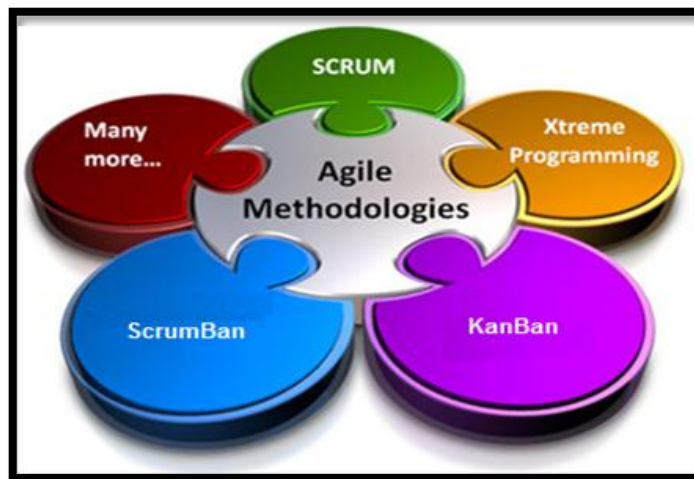 SCRUM
Many
more...
Xtreme
Programming
Agile
Methodologies
ScrumBan
KanBan